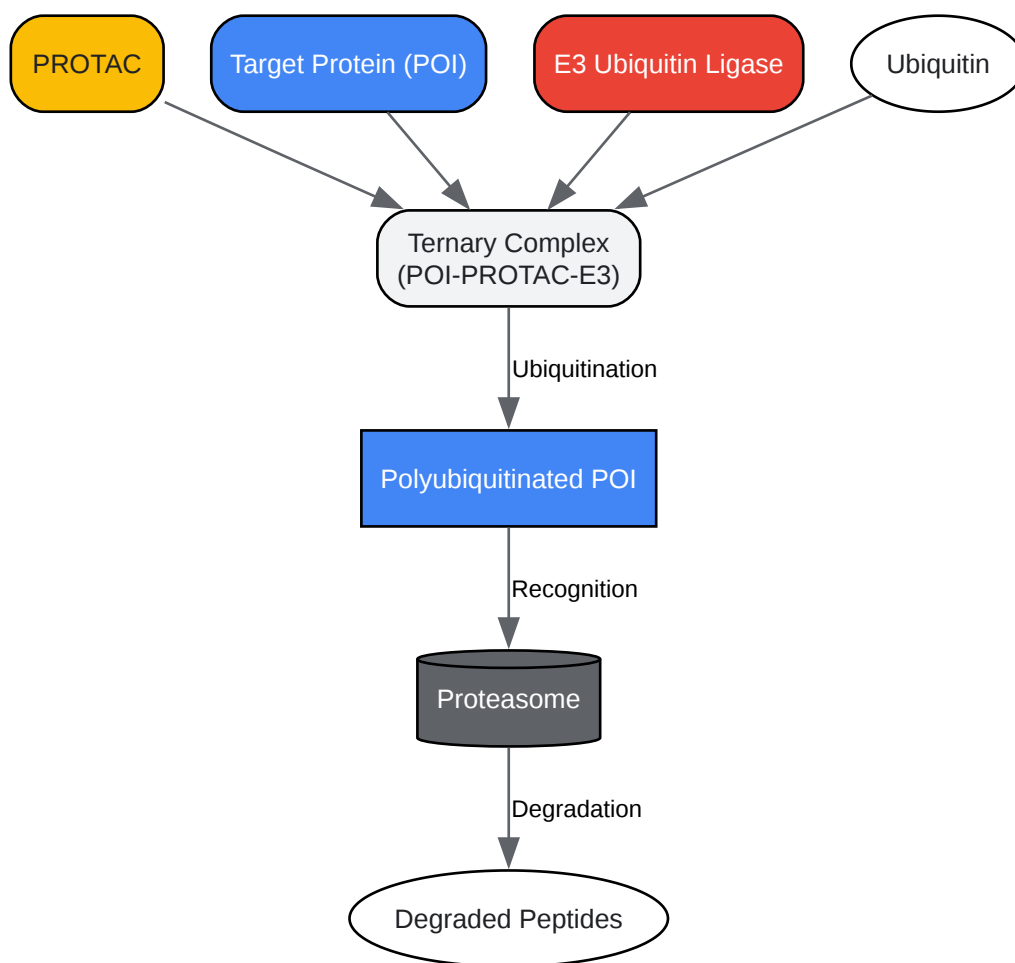 PROTAC
Target Protein (POI)
E3 Ubiquitin Ligase
Ubiquitin
Ternary Complex
(POI-PROTAC-E3)
Ubiquitination
Polyubiquitinated POI
Recognition
Proteasome
Degradation
Degraded Peptides